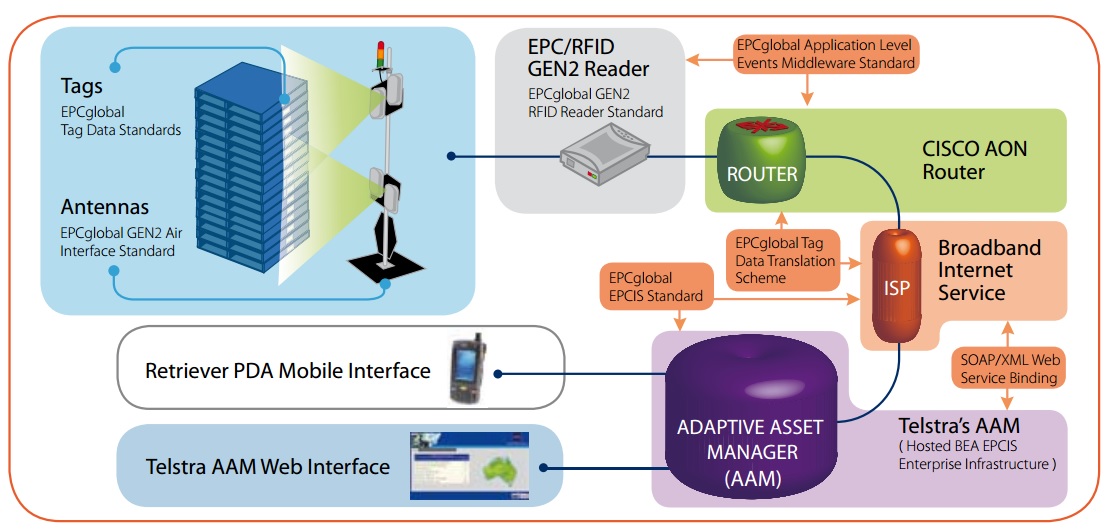 Tags
EPCglobal
Tag Data Standards
Antennas
EPCglobal GEN2 Air
Interface Standard
EPC/RFID
GEN2 Reader
EPCglobal GEN2
RFID Reader Standard
EPCglobal Application Level
Events Middleware Standard
ROUTER
CISCO AON
Router
EPCglobal Tag
Data Translation
Scheme
EPCglobal
EPCIS Standard
ISP
Broadband
Internet
Service
SOAP/XML Web
Service Binding
Retriever PDA Mobile Interface
Telstra AAM Web Interface
ADAPTIVE ASSET
MANAGER
(AAM)
Telstra’s AAM
( Hosted BEA EPCIS
Enterprise Infrastructure )